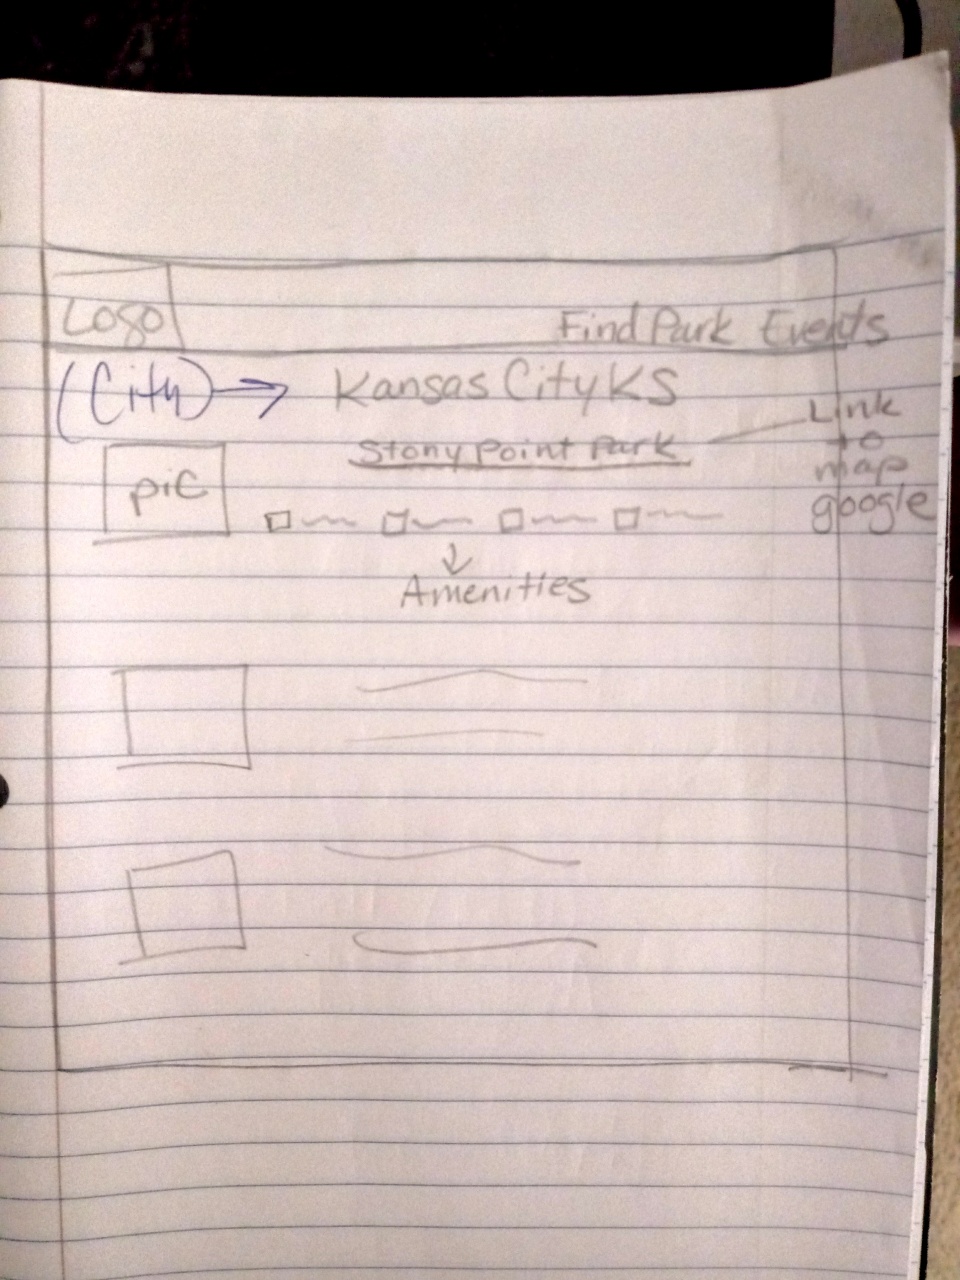 Logo
Find Park Events
(City) → Kansas City KS
Stony Point Park
Link
to
map
google
pic
Amenities